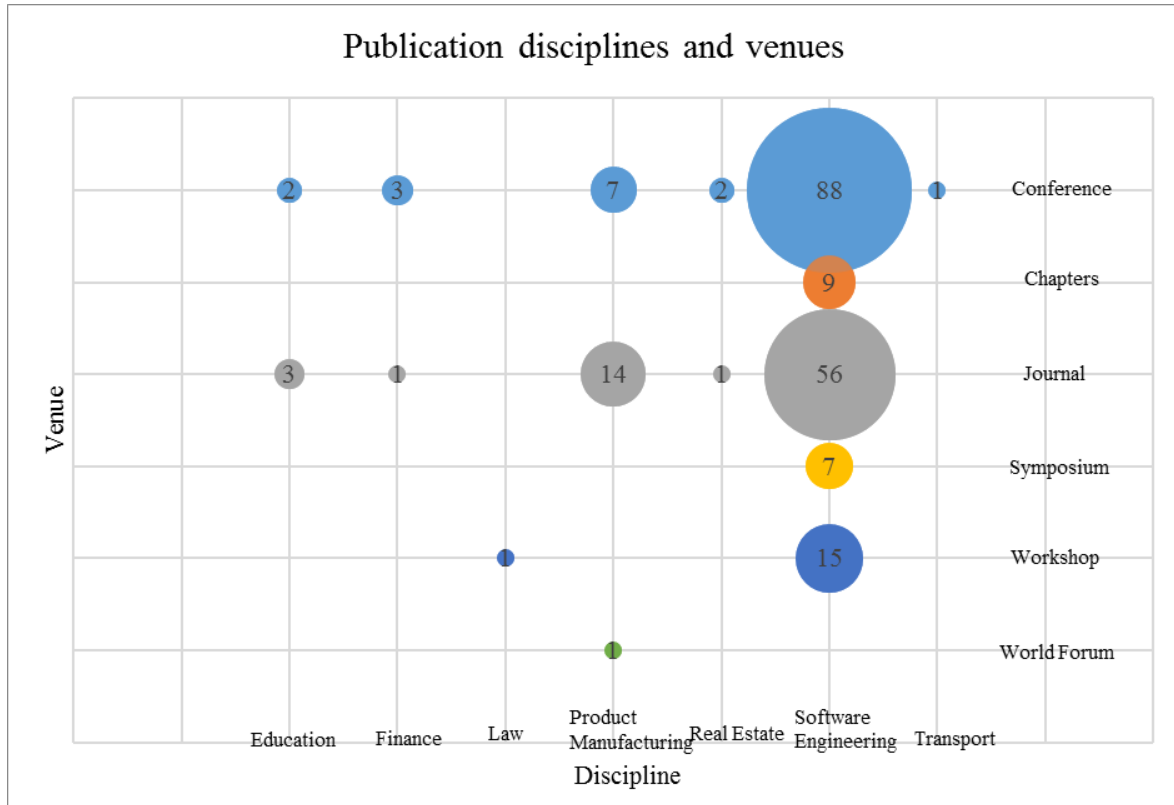 Publication disciplines and venues
2 3 7 2 88 1 Conference
9 Chapters
3 1 14 1 56 Journal
Venue
7 Symposium
1 15 Workshop
1 World Forum
Education
Finance
Law
Product
Manufacturing
Real Estate
Software
Engineering
Transport
Discipline